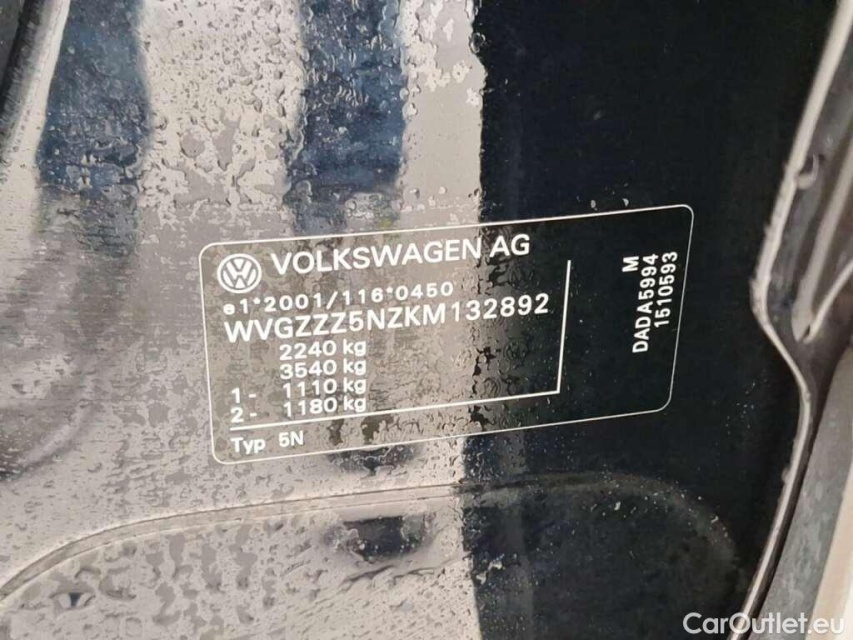 VOLKSWAGEN AG
e1*2001/116*0450
WVGZZZ5NZKM132892
2240 kg
3540 kg
1- 1110 kg
2- 1180 kg
Typ 5N
M
DADA5994
1510593
CarOutlet.eu